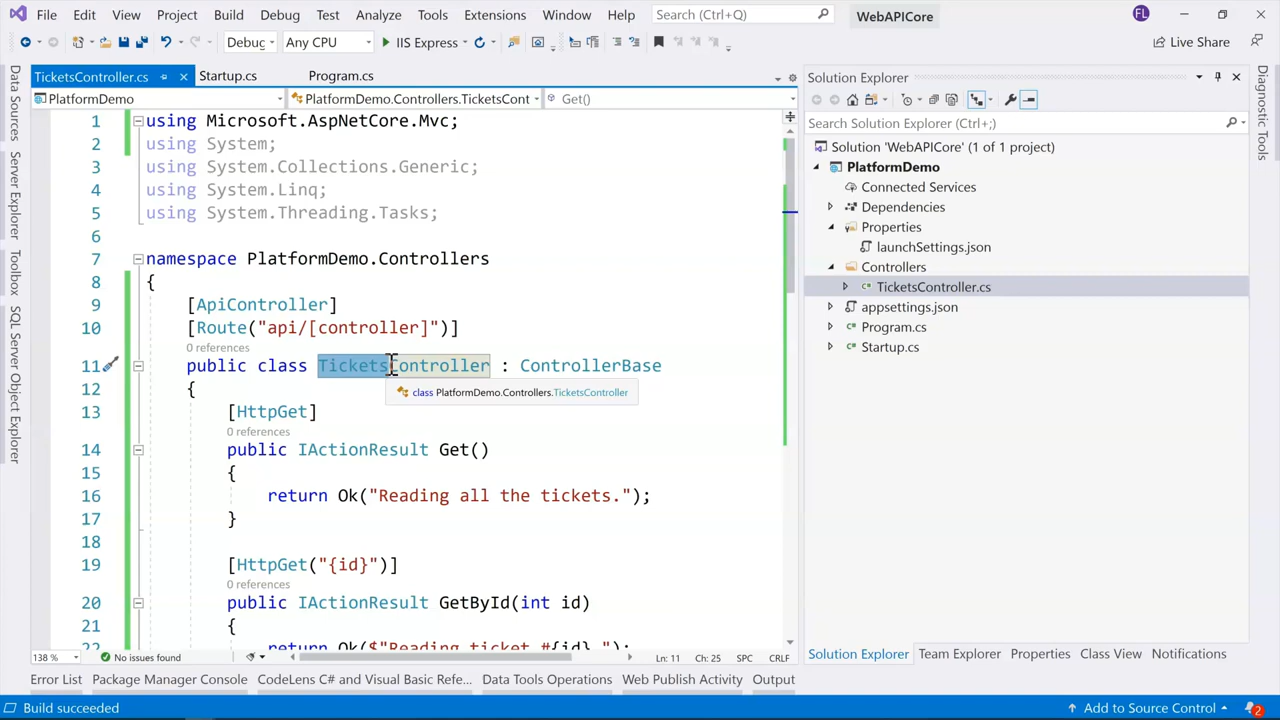 File Edit View Project Build Debug Test Analyze Tools Extensions Window Help Search (Ctrl+Q) WebAPICore FL
Debug Any CPU IIS Express Live Share
TicketsController.cs Startup.cs Program.cs
PlatformDemo PlatformDemo.Controllers.TicketsCont Get()
Data Sources
Server Explorer
Toolbox
SQL Server Object Explorer
1 using Microsoft.AspNetCore.Mvc;
2 using System;
3 using System.Collections.Generic;
4 using System.Linq;
5 using System.Threading.Tasks;
6
7 namespace PlatformDemo.Controllers
8 {
9 [ApiController]
10 [Route("api/[controller]")]
0 references
11 public class TicketsController : ControllerBase
class PlatformDemo.Controllers.TicketsController
12 {
13 [HttpGet]
0 references
14 public IActionResult Get()
15 {
16 return Ok("Reading all the tickets.");
17 }
18
19 [HttpGet("{id}")]
0 references
20 public IActionResult GetById(int id)
21 {
22 return Ok($"Reading ticket #{id}.");
138 % No issues found Ln: 11 Ch: 25 SPC CRLF
Solution Explorer
Search Solution Explorer (Ctrl+;)
Solution 'WebAPICore' (1 of 1 project)
PlatformDemo
Connected Services
Dependencies
Properties
launchSettings.json
Controllers
TicketsController.cs
appsettings.json
Program.cs
Startup.cs
Diagnostic Tools
Solution Explorer Team Explorer Properties Class View Notifications
Error List Package Manager Console CodeLens C# and Visual Basic Refe... Data Tools Operations Web Publish Activity Output
Build succeeded Add to Source Control 2